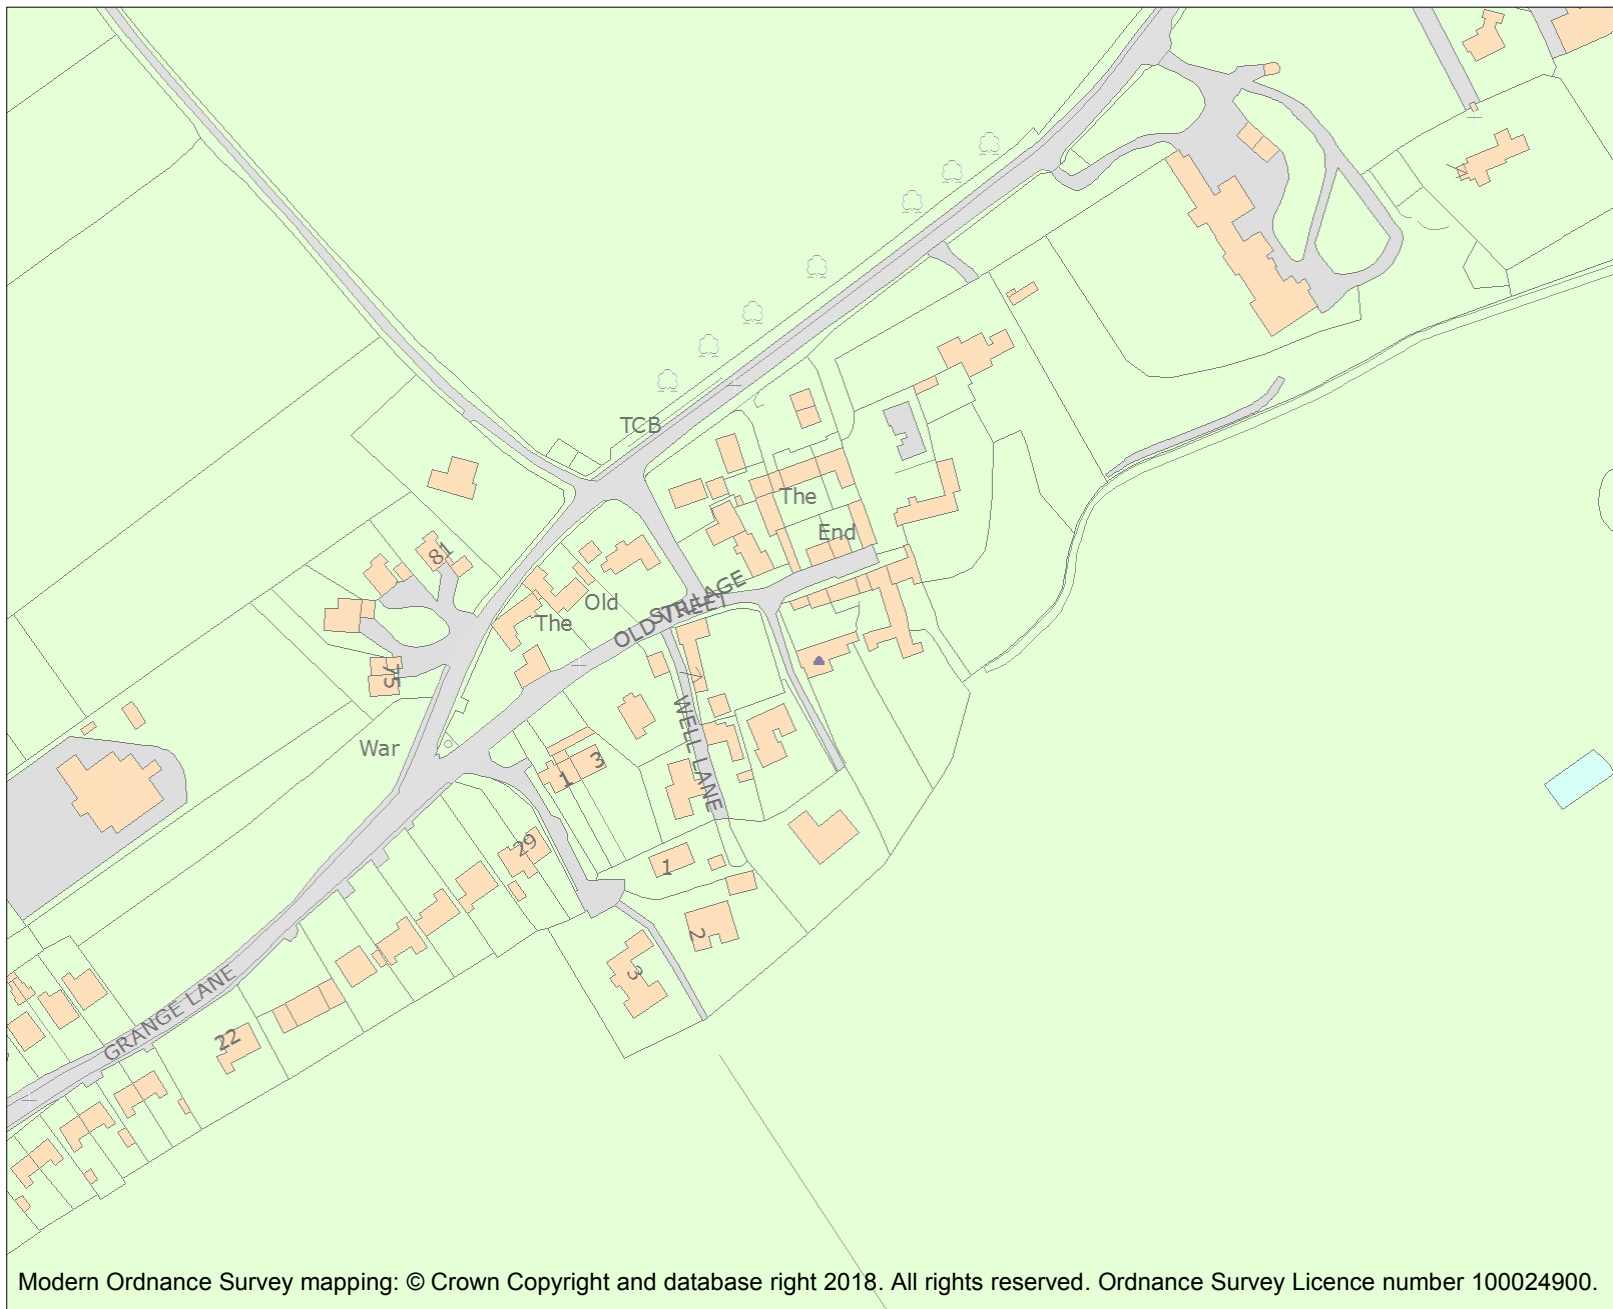 TCB
The
End
81
Old
The
OLD VILLAGE
STREET
75
WELL LANE
War
3
1
29
1
2
3
GRANGE LANE
22
Modern Ordnance Survey mapping: © Crown Copyright and database right 2018. All rights reserved. Ordnance Survey Licence number 100024900.